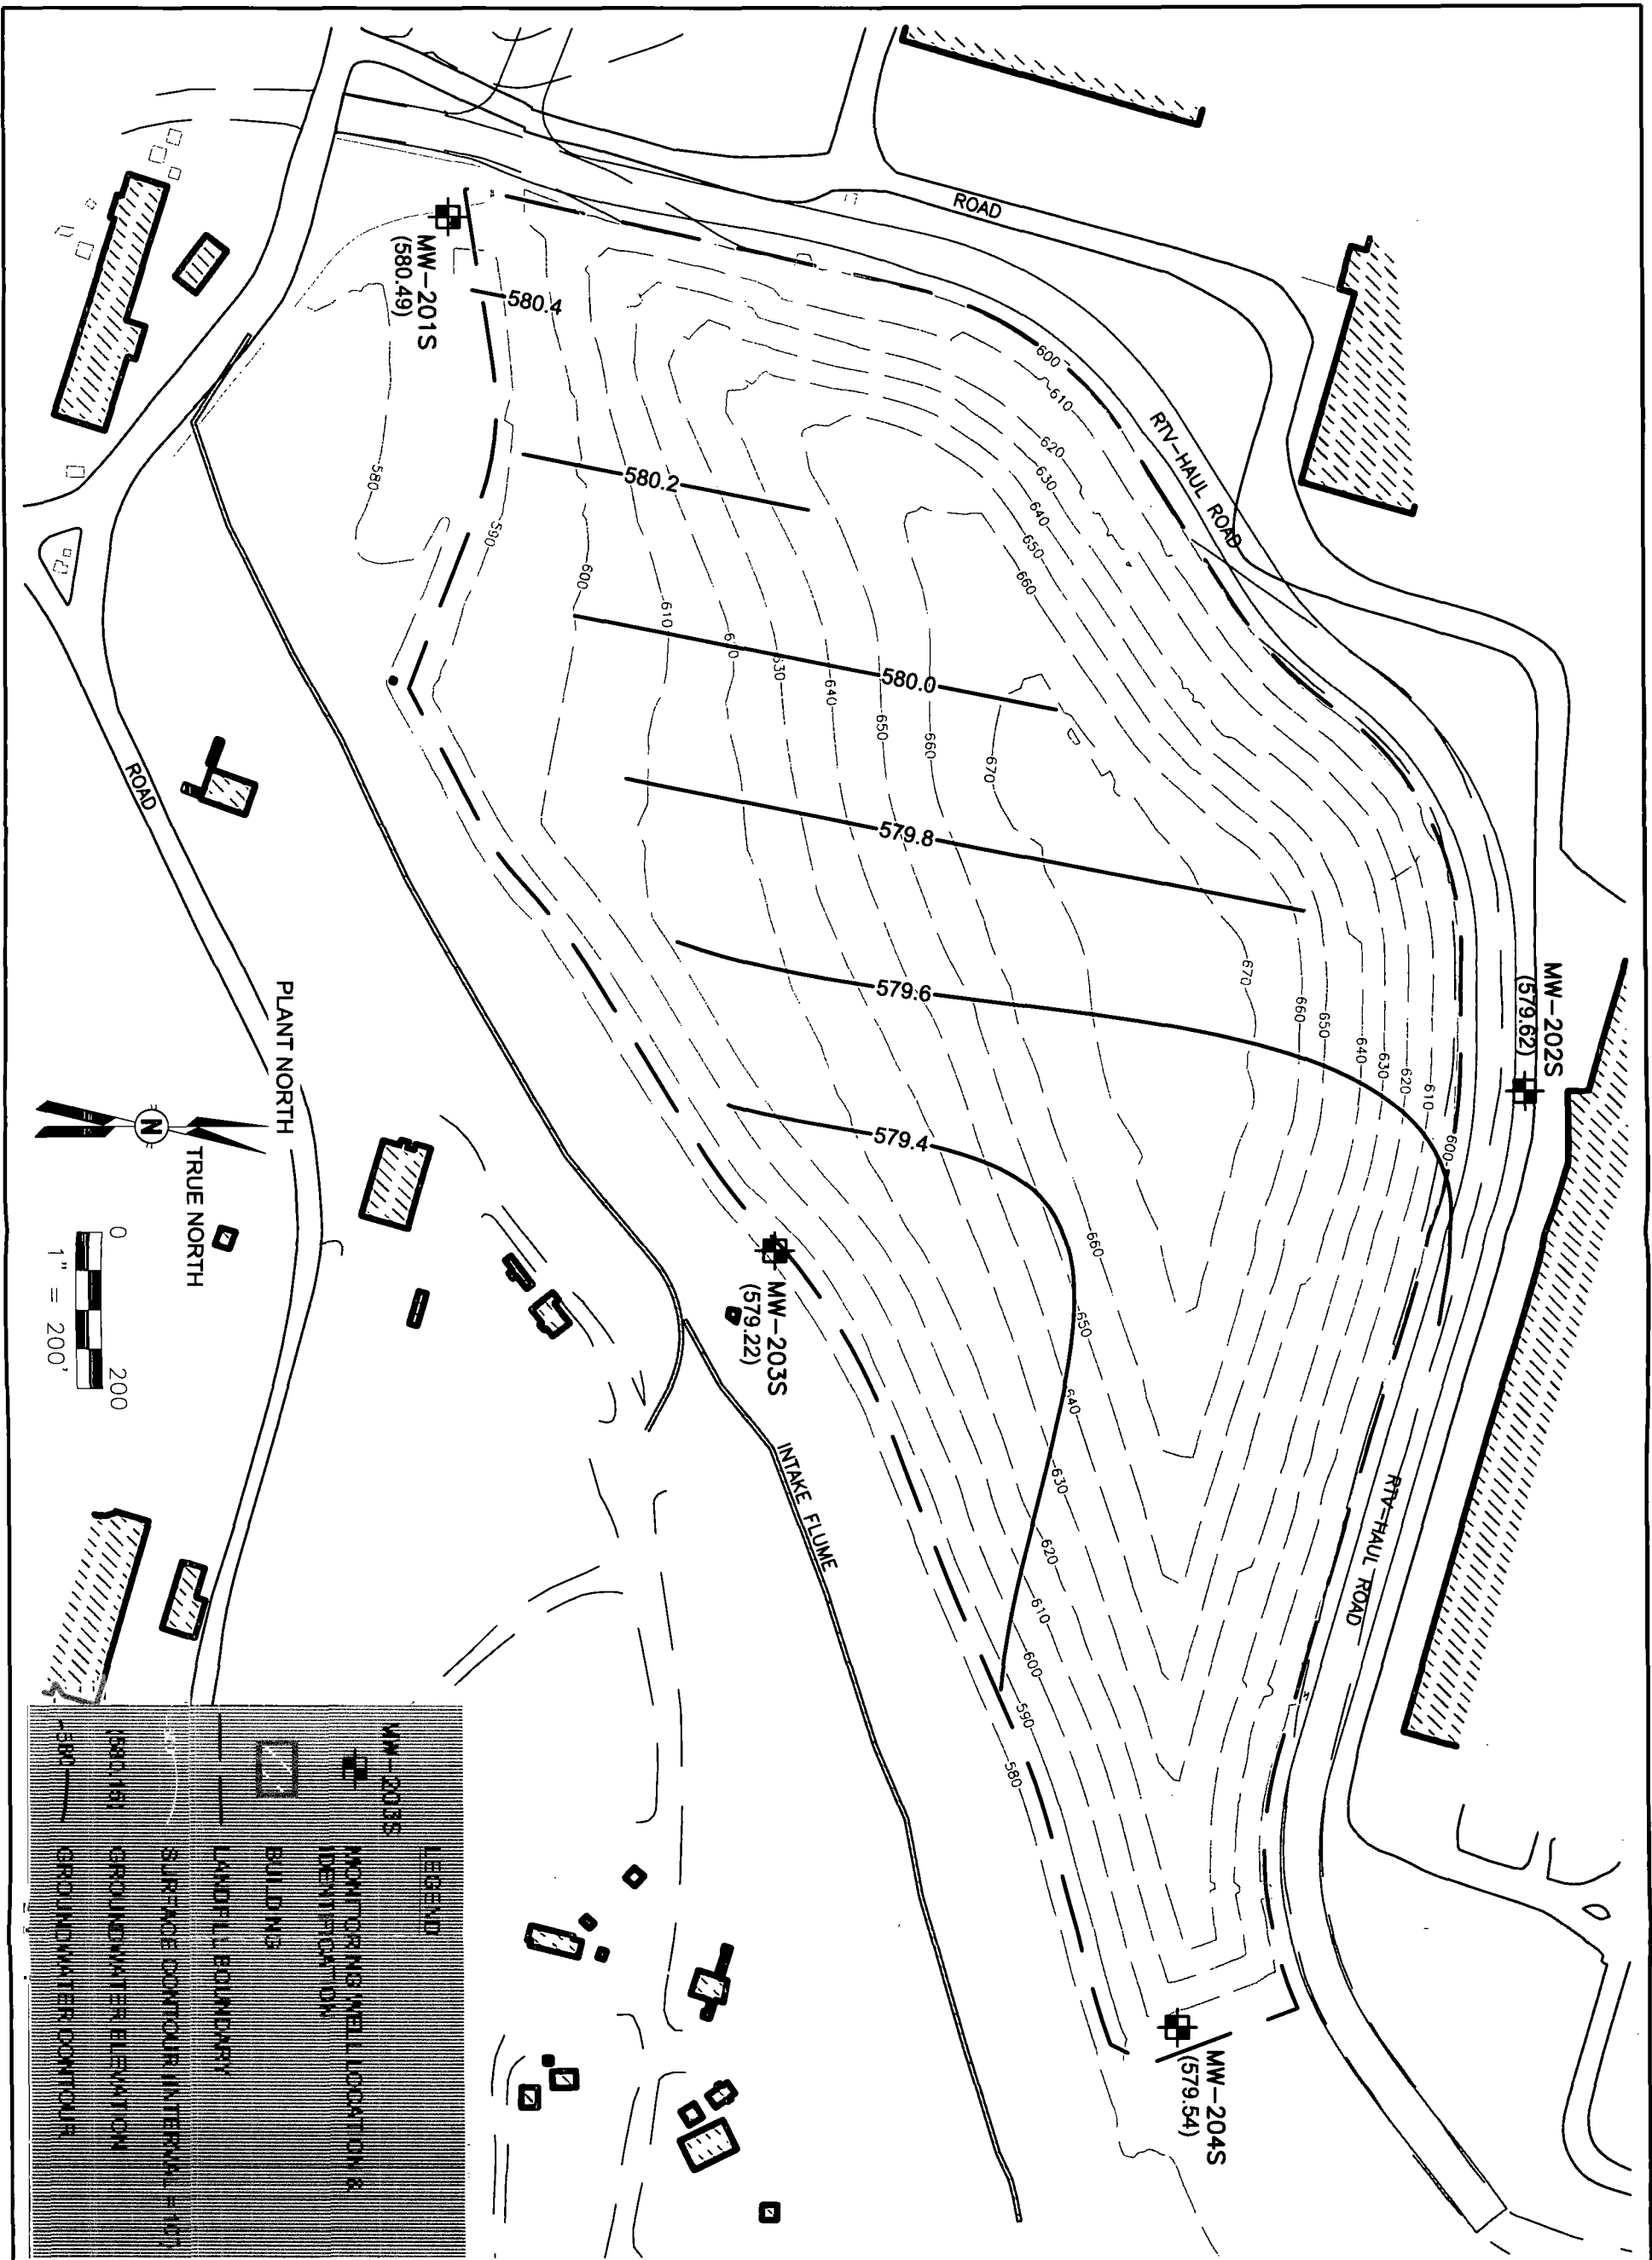 ROAD
RTV-HAUL ROAD
MW-201S
(580.49)
580.4
580.2
580.0
579.8
579.6
579.4
600
610
620
630
640
650
660
580
590
600
610
630
640
650
660
670
670
660
650
640
630
620
610
600
MW-202S
(579.62)
660
650
640
630
620
610
600
590
580
MW-203S
(579.22)
INTAKE FLUME
RTV-HAUL ROAD
MW-204S
(579.54)
ROAD
PLANT NORTH
N
TRUE NORTH
0 200
1" = 200'
LEGEND
MW-203S
MONITORING WELL LOCATION &
IDENTIFICATION
BUILDING
LANDFILL BOUNDARY
SURFACE CONTOUR (INTERVAL = 10')
GROUNDWATER ELEVATION
580
GROUNDWATER CONTOUR